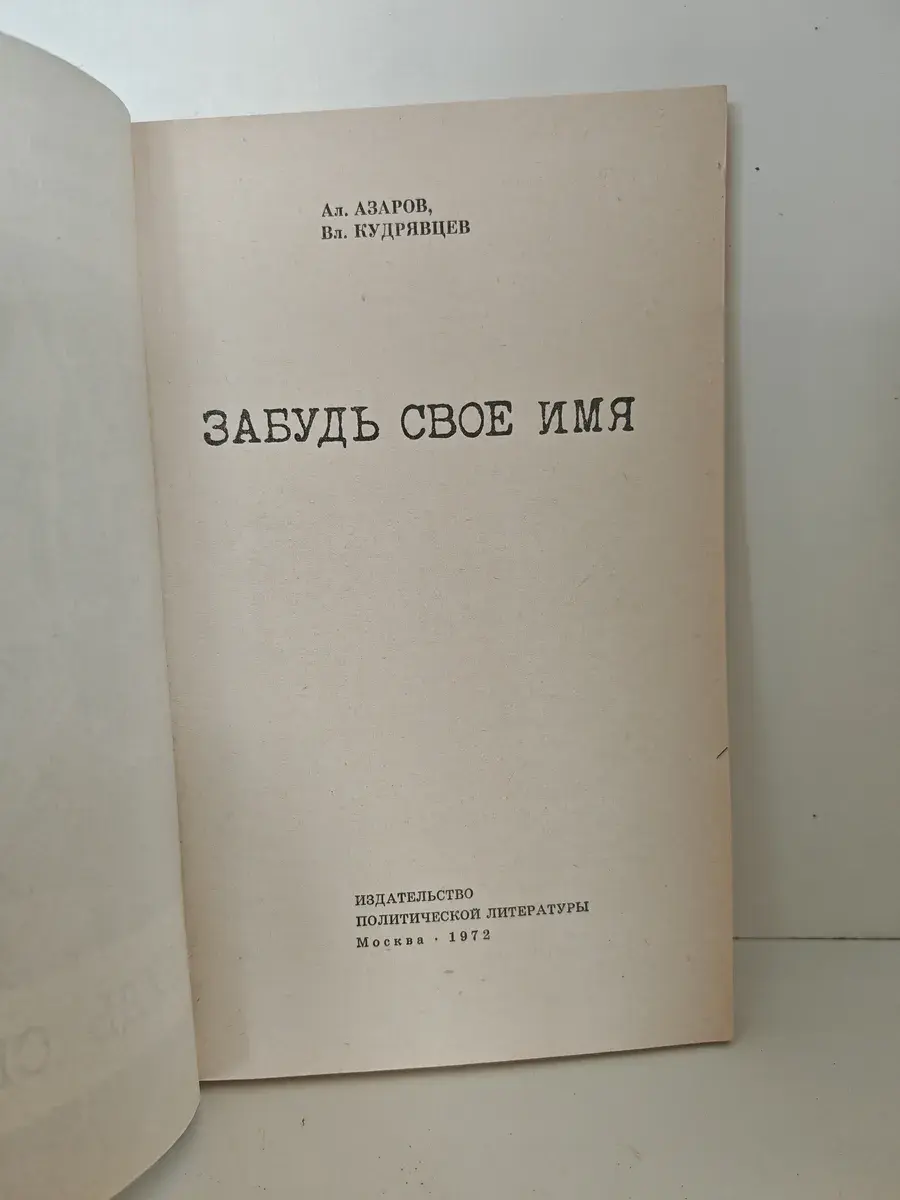 Ал. АЗАРОВ,
Вл. КУДРЯВЦЕВ
ЗАБУДЬ СВОЕ ИМЯ
ИЗДАТЕЛЬСТВО
ПОЛИТИЧЕСКОЙ ЛИТЕРАТУРЫ
Москва · 1972